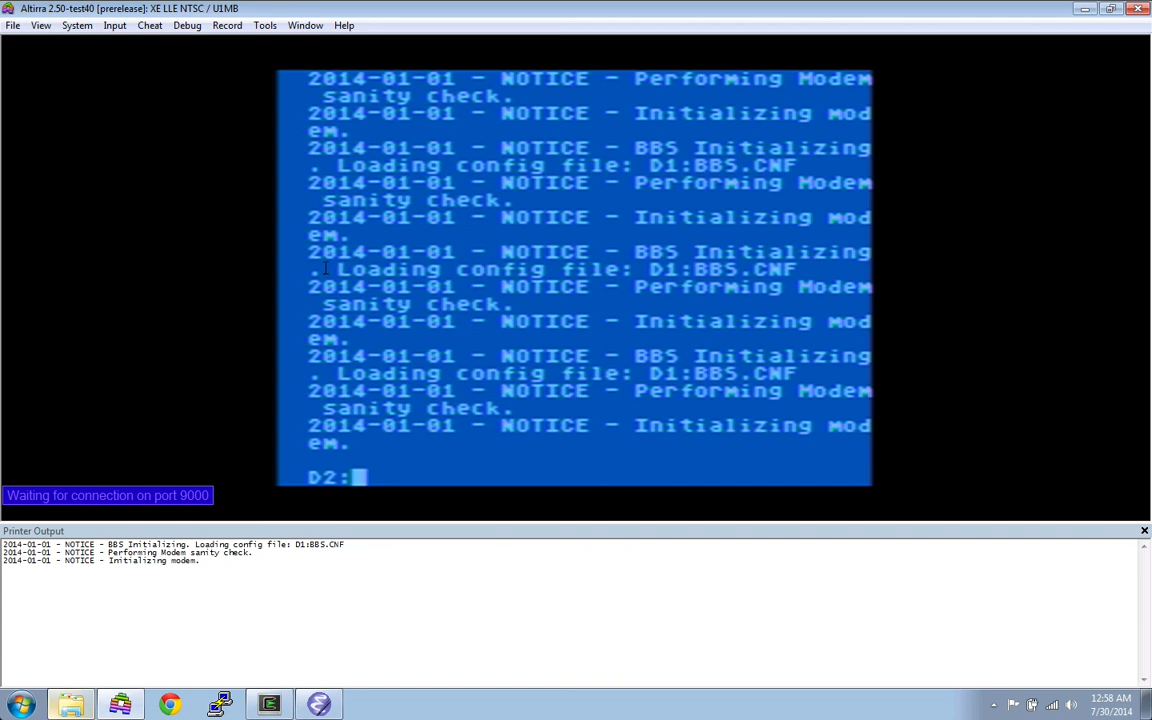 Altirra 2.50-test40 [prerelease]: XE LLE NTSC / U1MB
File View System Input Cheat Debug Record Tools Window Help
2014-01-01 - NOTICE - Performing Modem
sanity check.
2014-01-01 - NOTICE - Initializing mod
em.
2014-01-01 - NOTICE - BBS Initializing
. Loading config file: D1:BBS.CNF
2014-01-01 - NOTICE - Performing Modem
sanity check.
2014-01-01 - NOTICE - Initializing mod
em.
2014-01-01 - NOTICE - BBS Initializing
. Loading config file: D1:BBS.CNF
2014-01-01 - NOTICE - Performing Modem
sanity check.
2014-01-01 - NOTICE - Initializing mod
em.
2014-01-01 - NOTICE - BBS Initializing
. Loading config file: D1:BBS.CNF
2014-01-01 - NOTICE - Performing Modem
sanity check.
2014-01-01 - NOTICE - Initializing mod
em.
D2:
Waiting for connection on port 9000
Printer Output
2014-01-01 - NOTICE - BBS Initializing. Loading config file: D1:BBS.CNF
2014-01-01 - NOTICE - Performing Modem sanity check.
2014-01-01 - NOTICE - Initializing modem.
12:58 AM
7/30/2014